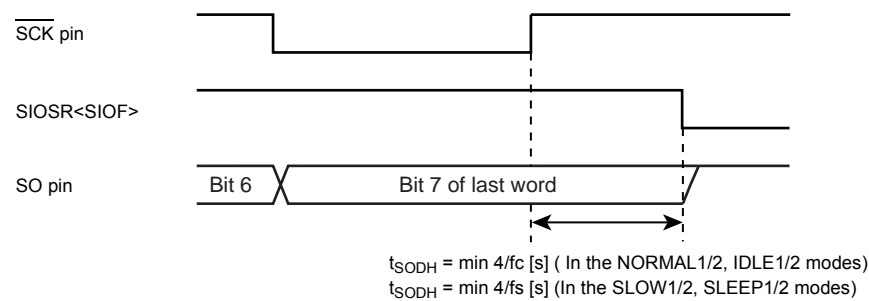 SCK pin
SIOSR<SIOF>
SO pin Bit 6 Bit 7 of last word
tSODH = min 4/fc [s] ( In the NORMAL1/2, IDLE1/2 modes)
tSODH = min 4/fs [s] (In the SLOW1/2, SLEEP1/2 modes)